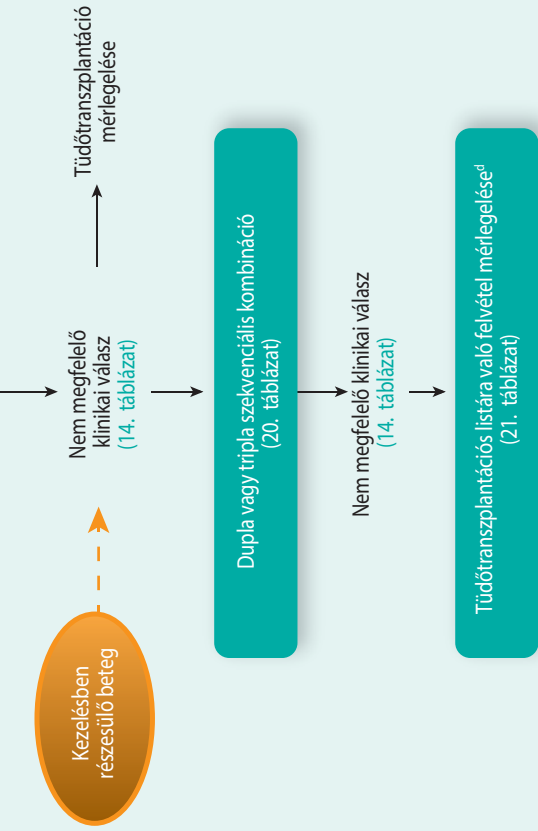 Kezelésben
részesülő beteg
Nem megfelelő
klinikai válasz
(14. táblázat)
Tüdőtranszplantáció
mérlegelése
Dupla vagy tripla szekvenciális kombináció
(20. táblázat)
Nem megfelelő klinikai válasz
(14. táblázat)
Tüdőtranszplantációs listára való felvétel mérlegeléseᵈ
(21. táblázat)